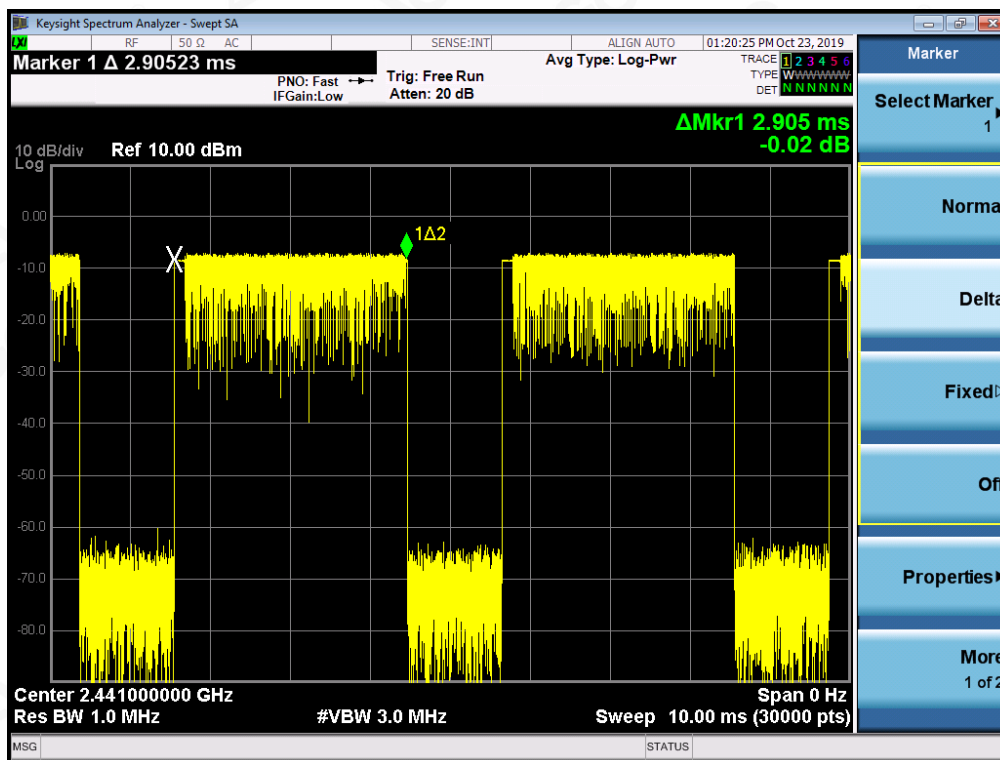 Keysight Spectrum Analyzer - Swept SA
LXI RF 50 Ω AC SENSE:INT ALIGN AUTO 01:20:25 PM Oct 23, 2019
Marker 1 Δ 2.90523 ms
PNO: Fast
IFGain:Low
Trig: Free Run
Atten: 20 dB
Avg Type: Log-Pwr
TRACE 1 2 3 4 5 6
TYPE W W W W W W
DET N N N N N N
ΔMkr1 2.905 ms
-0.02 dB
10 dB/div Ref 10.00 dBm
Log
0.00
-10.0
-20.0
-30.0
-40.0
-50.0
-60.0
-70.0
-80.0
1Δ2
Center 2.441000000 GHz Span 0 Hz
Res BW 1.0 MHz #VBW 3.0 MHz Sweep 10.00 ms (30000 pts)
MSG STATUS
Marker
Select Marker
1
Norma
Delta
Fixed
Off
Properties
More
1 of 2